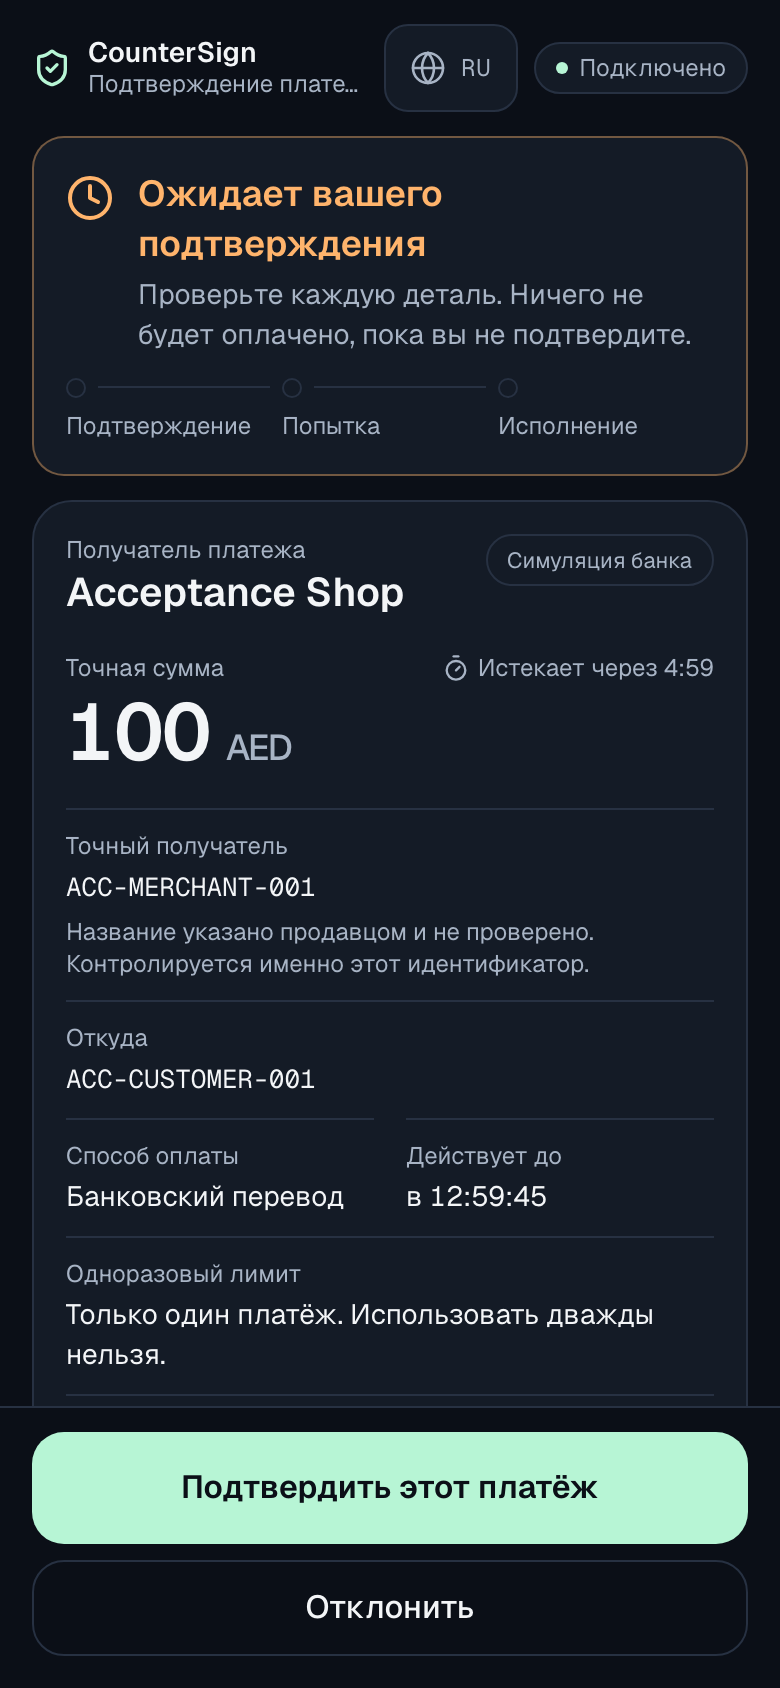 CounterSign
Подтверждение плате…
RU
Подключено
Ожидает вашего
подтверждения
Проверьте каждую деталь. Ничего не
будет оплачено, пока вы не подтвердите.
Подтверждение
Попытка
Исполнение
Получатель платежа
Симуляция банка
Acceptance Shop
Точная сумма
Истекает через 4:59
100 AED
Точный получатель
ACC-MERCHANT-001
Название указано продавцом и не проверено.
Контролируется именно этот идентификатор.
Откуда
ACC-CUSTOMER-001
Способ оплаты
Действует до
Банковский перевод
в 12:59:45
Одноразовый лимит
Только один платёж. Использовать дважды
нельзя.
Подтвердить этот платёж
Отклонить